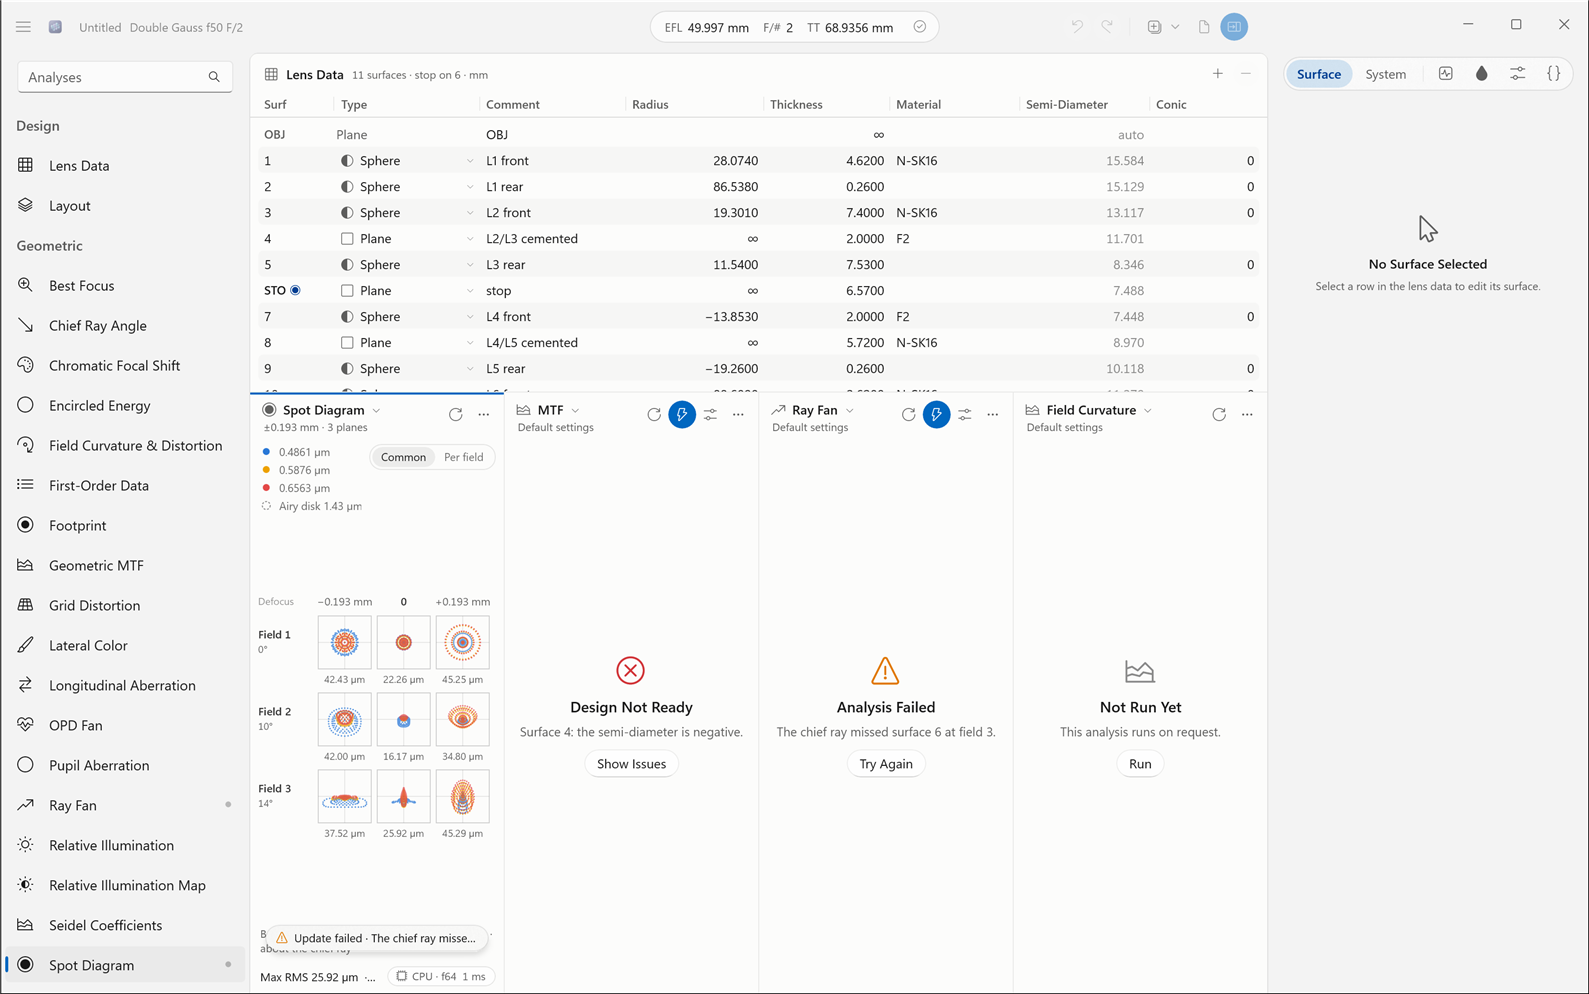 Untitled Double Gauss f50 F/2
EFL 49.997 mm F/# 2 TT 68.9356 mm
Analyses
Design
Lens Data
Layout
Geometric
Best Focus
Chief Ray Angle
Chromatic Focal Shift
Encircled Energy
Field Curvature & Distortion
First-Order Data
Footprint
Geometric MTF
Grid Distortion
Lateral Color
Longitudinal Aberration
OPD Fan
Pupil Aberration
Ray Fan
Relative Illumination
Relative Illumination Map
Seidel Coefficients
Spot Diagram
Lens Data 11 surfaces · stop on 6 · mm
Surf Type Comment Radius Thickness Material Semi-Diameter Conic
OBJ Plane OBJ ∞ auto
1 Sphere L1 front 28.0740 4.6200 N-SK16 15.584 0
2 Sphere L1 rear 86.5380 0.2600 15.129 0
3 Sphere L2 front 19.3010 7.4000 N-SK16 13.117 0
4 Plane L2/L3 cemented ∞ 2.0000 F2 11.701
5 Sphere L3 rear 11.5400 7.5300 8.346 0
STO Plane stop ∞ 6.5700 7.488
7 Sphere L4 front −13.8530 2.0000 F2 7.448 0
8 Plane L4/L5 cemented ∞ 5.7200 N-SK16 8.970
9 Sphere L5 rear −19.2600 0.2600 10.118 0
Spot Diagram
±0.193 mm · 3 planes
0.4861 µm
0.5876 µm
0.6563 µm
Airy disk 1.43 µm
Common Per field
Defocus −0.193 mm 0 +0.193 mm
Field 1
0°
42.43 µm 22.26 µm 45.25 µm
Field 2
10°
42.00 µm 16.17 µm 34.80 µm
Field 3
14°
37.52 µm 25.92 µm 45.29 µm
Update failed · The chief ray misse...
about the chief ray
Max RMS 25.92 µm ·... CPU · f64 1 ms
MTF
Default settings
Design Not Ready
Surface 4: the semi-diameter is negative.
Show Issues
Ray Fan
Default settings
Analysis Failed
The chief ray missed surface 6 at field 3.
Try Again
Field Curvature
Default settings
Not Run Yet
This analysis runs on request.
Run
Surface System {}
No Surface Selected
Select a row in the lens data to edit its surface.